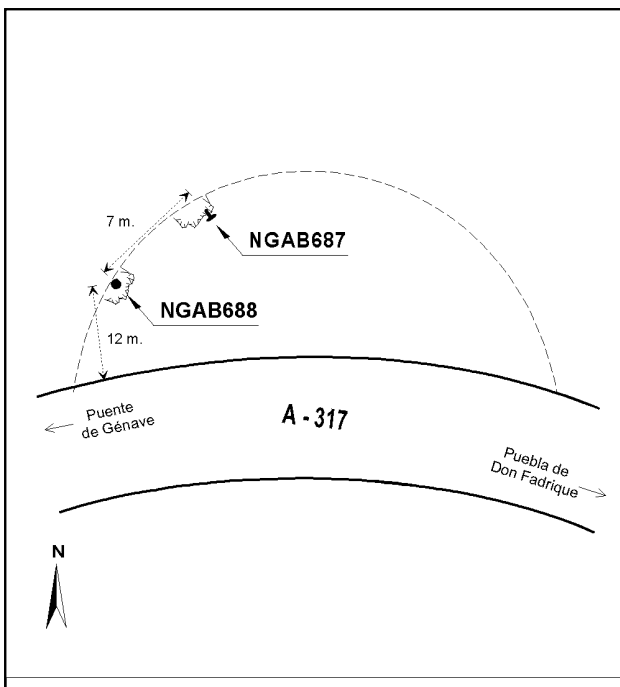 7 m.
NGAB687
NGAB688
12 m.
Puente
de Génave
A - 317
Puebla de
Don Fadrique
N